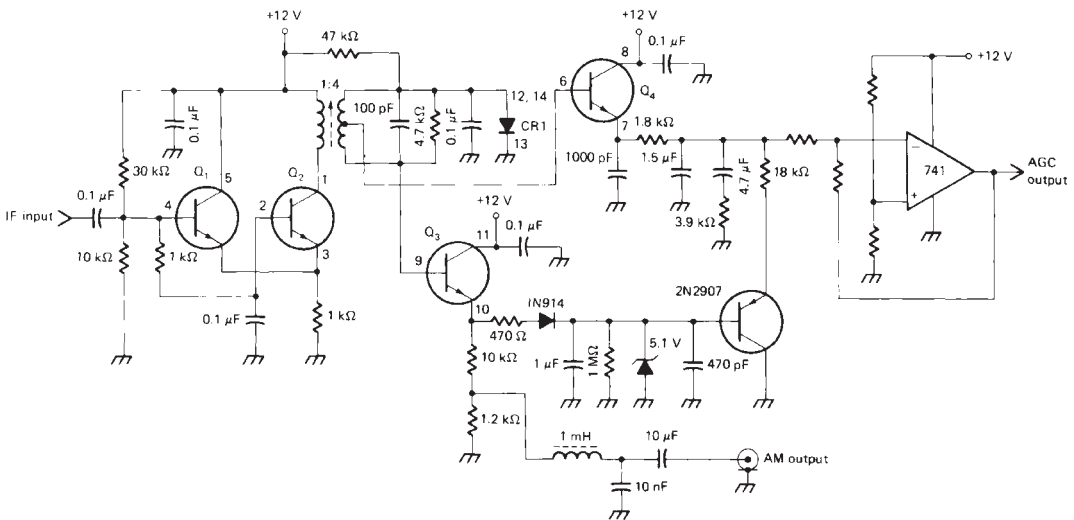 +12 V
+12 V
+12 V
47 kΩ
8
0.1 µF
6
Q4
1:4
100 pF
4.7 kΩ
0.1 µF
12, 14
CR1
13
7
1.8 kΩ
0.1 µF
30 kΩ
Q1
5
Q2
1
1000 pF
1.5 µF
4.7 µF
18 kΩ
−
741
+
AGC
output
0.1 µF
IF input
4
2
3.9 kΩ
+12 V
0.1 µF
Q3
11
10 kΩ
1 kΩ
3
9
2N2907
0.1 µF
1 kΩ
10
IN914
470 Ω
10 kΩ
1 µF
1 MΩ
5.1 V
470 pF
1.2 kΩ
1 mH
10 µF
AM output
10 nF